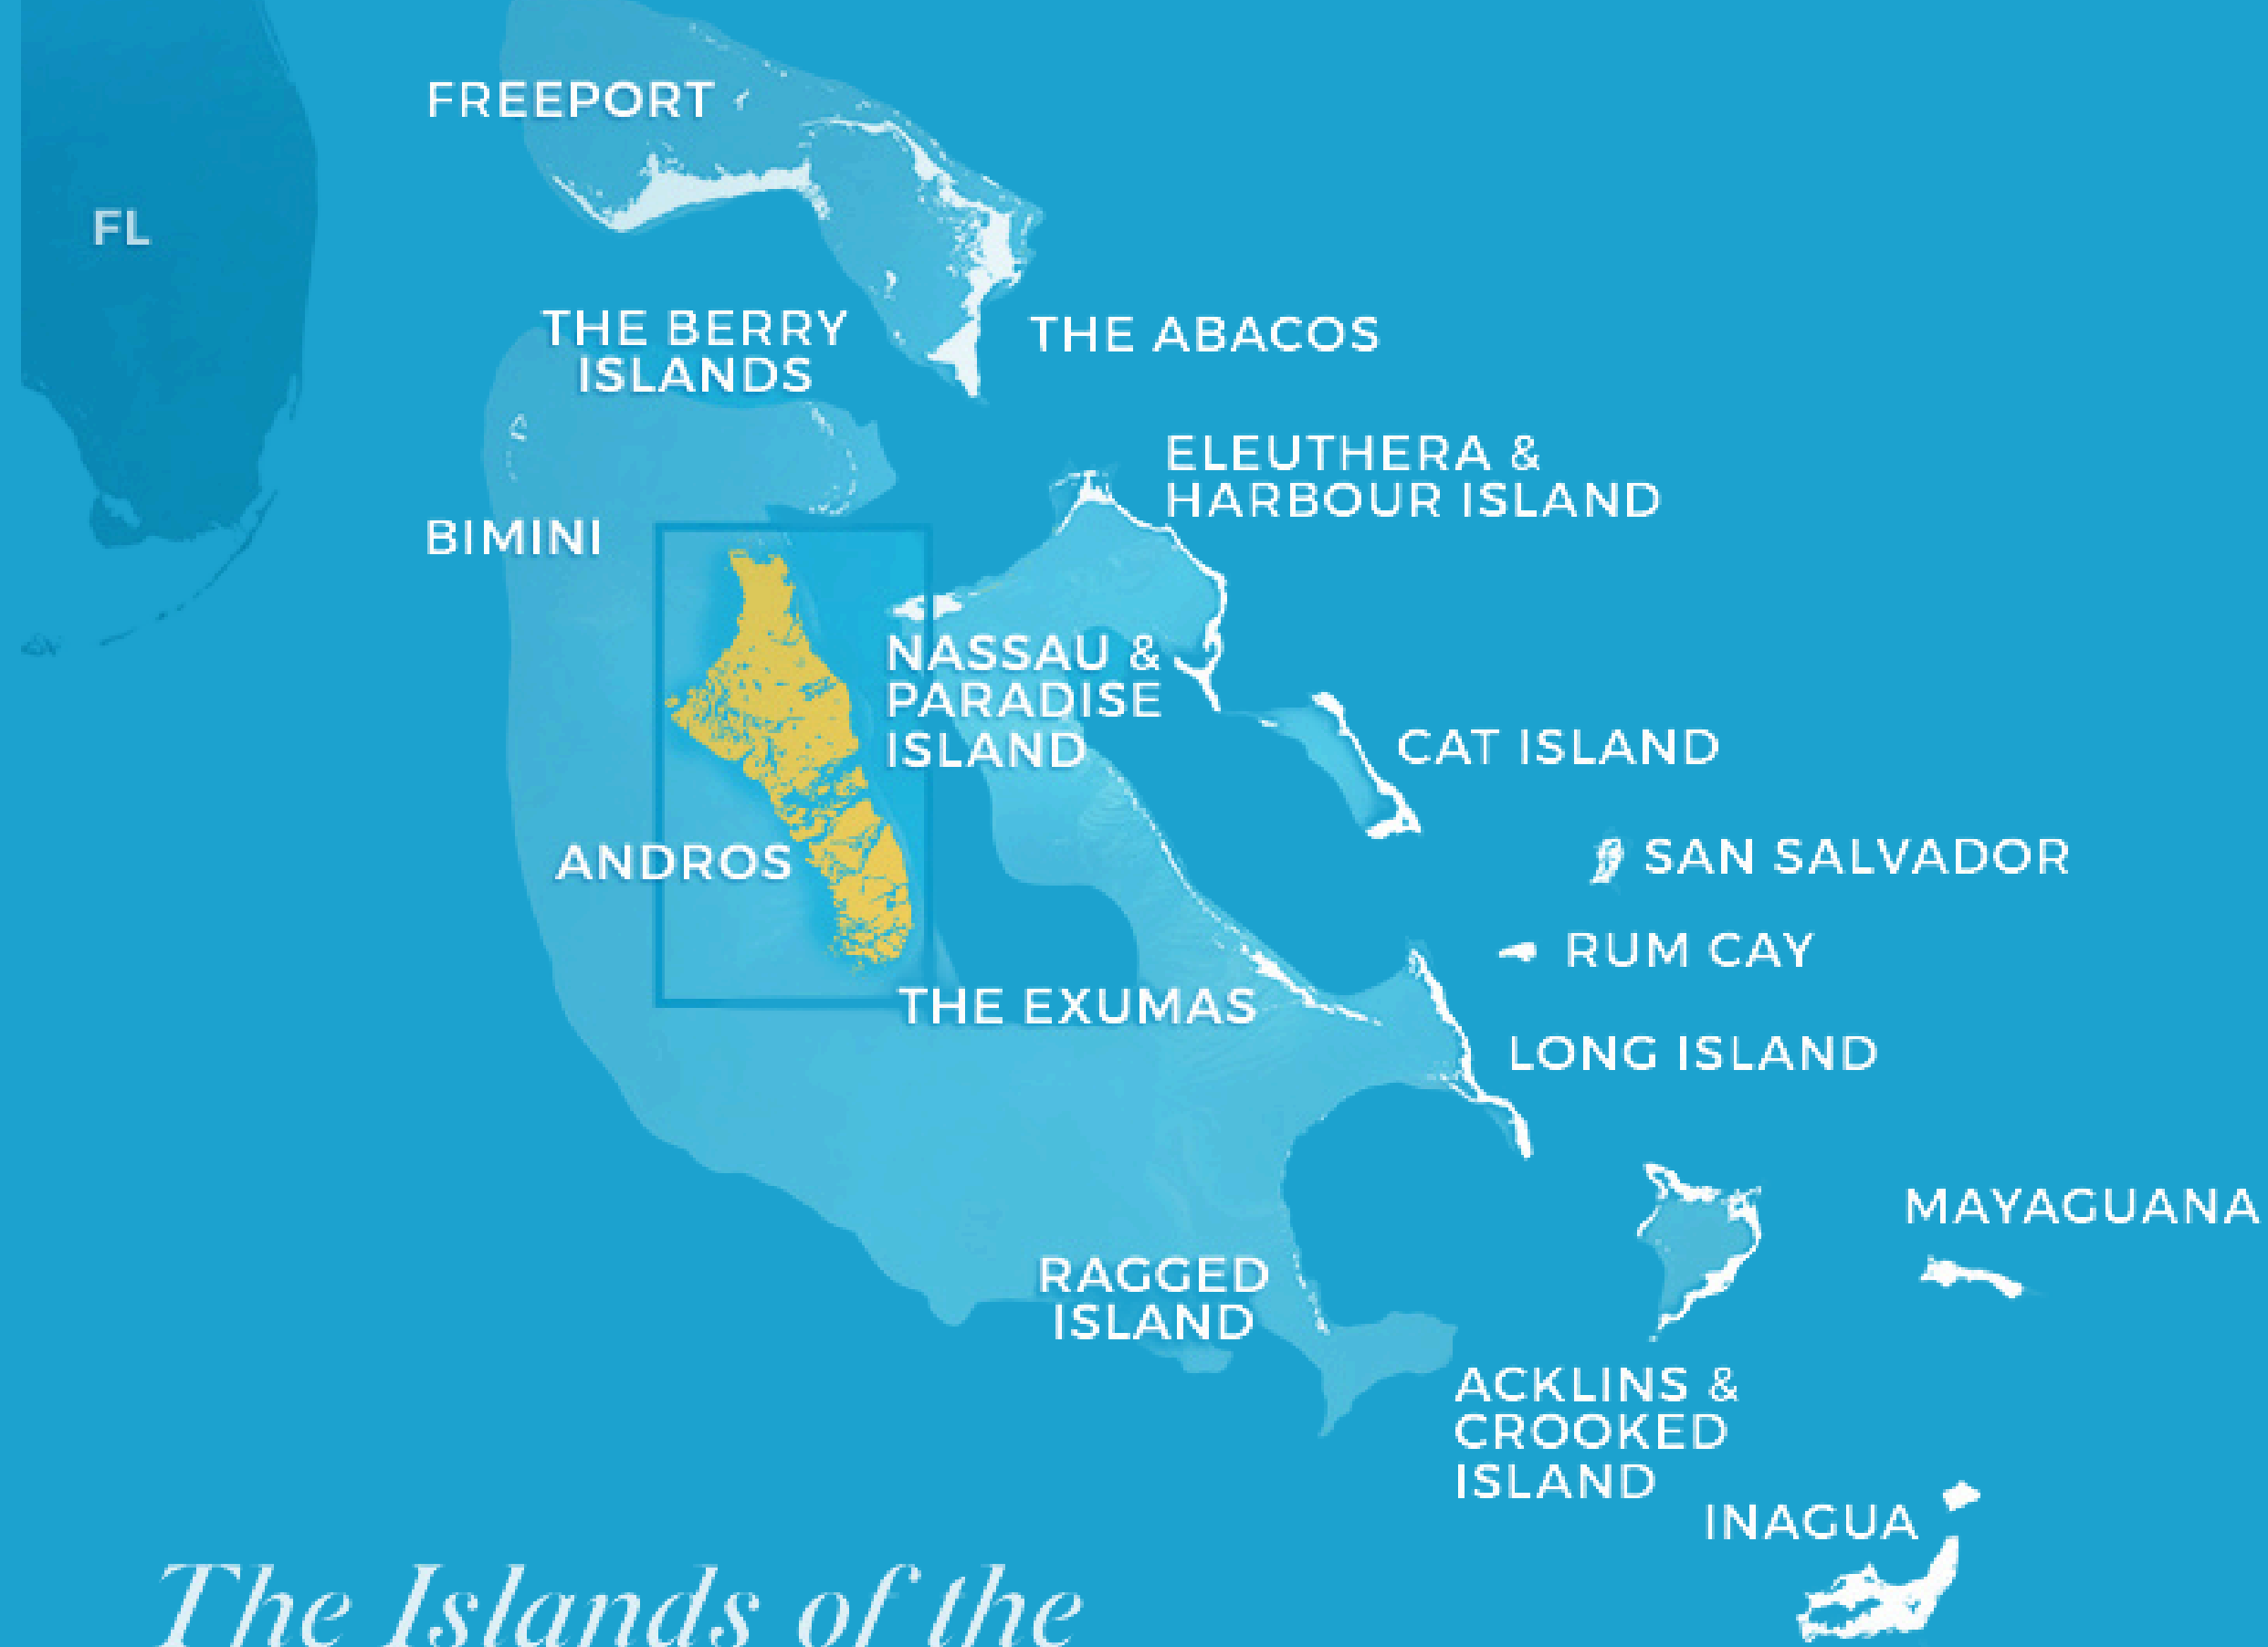 FREEPORT
FL
THE BERRY
ISLANDS
THE ABACOS
ELEUTHERA &
HARBOUR ISLAND
BIMINI
NASSAU &
PARADISE
ISLAND
CAT ISLAND
ANDROS
SAN SALVADOR
RUM CAY
THE EXUMAS
LONG ISLAND
MAYAGUANA
RAGGED
ISLAND
ACKLINS &
CROOKED
ISLAND
INAGUA
The Islands of the